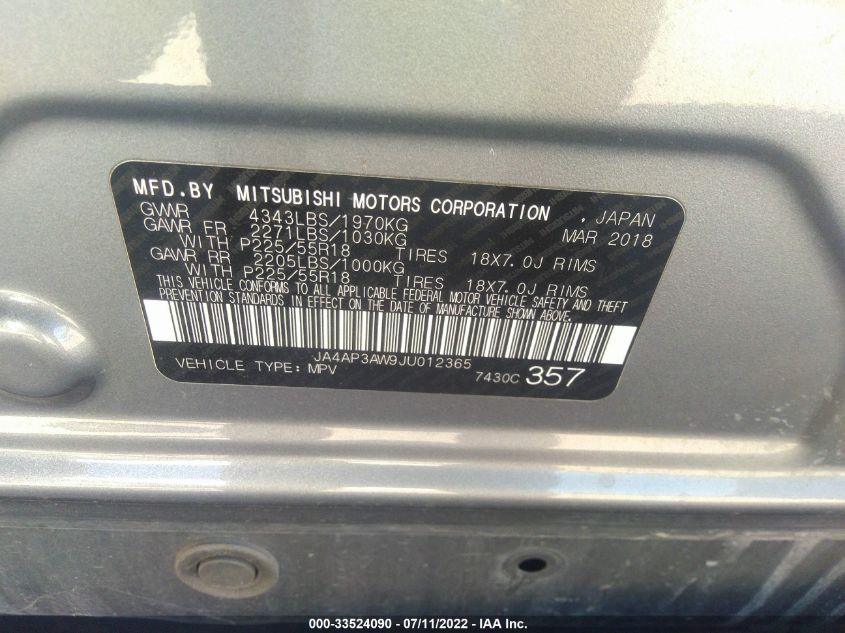 MFD.BY MITSUBISHI MOTORS CORPORATION , JAPAN
GVWR 4343LBS/1970KG MAR 2018
GAWR FR 2271LBS/1030KG
WITH P225/55R18 TIRES 18X7.0J RIMS
GAWR RR 2205LBS/1000KG
WITH P225/55R18 TIRES 18X7.0J RIMS
THIS VEHICLE CONFORMS TO ALL APPLICABLE FEDERAL MOTOR VEHICLE SAFETY AND THEFT
PREVENTION STANDARDS IN EFFECT ON THE DATE OF MANUFACTURE SHOWN ABOVE.
JA4AP3AW9JU012365
VEHICLE TYPE: MPV 7430C 357
000-33524090 - 07/11/2022 - IAA Inc.